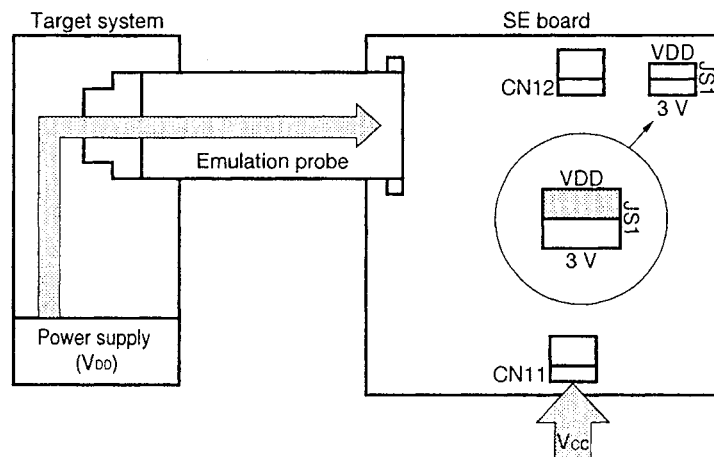 Target system
SE board
CN12
VDD
JS1
3 V
Emulation probe
VDD
JS1
3 V
Power supply
(VDD)
CN11
Vcc